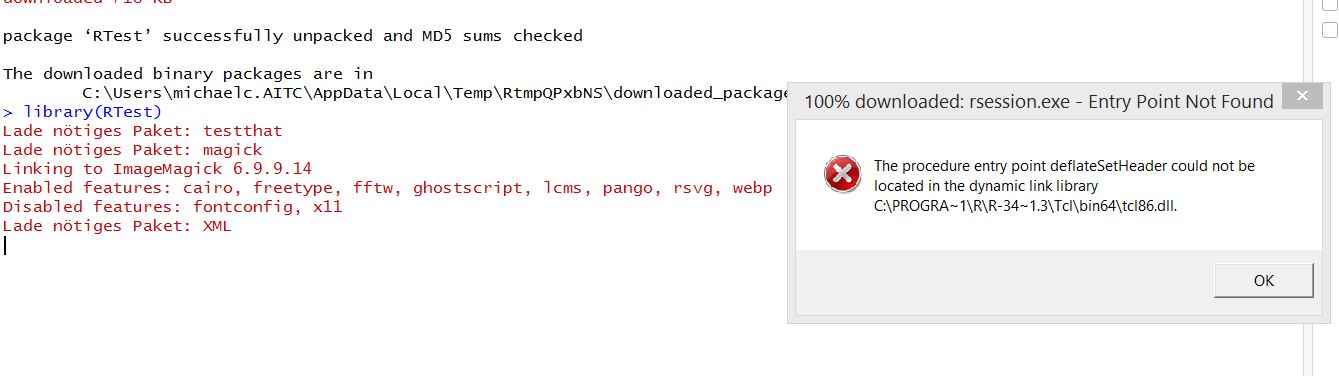 package ‘RTest’ successfully unpacked and MD5 sums checked
The downloaded binary packages are in
C:\Users\michaelc.AITC\AppData\Local\Temp\RtmpQPxbNS\downloaded_package
> library(RTest)
Lade nötiges Paket: testthat
Lade nötiges Paket: magick
Linking to ImageMagick 6.9.9.14
Enabled features: cairo, freetype, fftw, ghostscript, lcms, pango, rsvg, webp
Disabled features: fontconfig, x11
Lade nötiges Paket: XML
100% downloaded: rsession.exe - Entry Point Not Found
The procedure entry point deflateSetHeader could not be
located in the dynamic link library
C:\PROGRA~1\R\R-34~1.3\Tcl\bin64\tcl86.dll.
OK